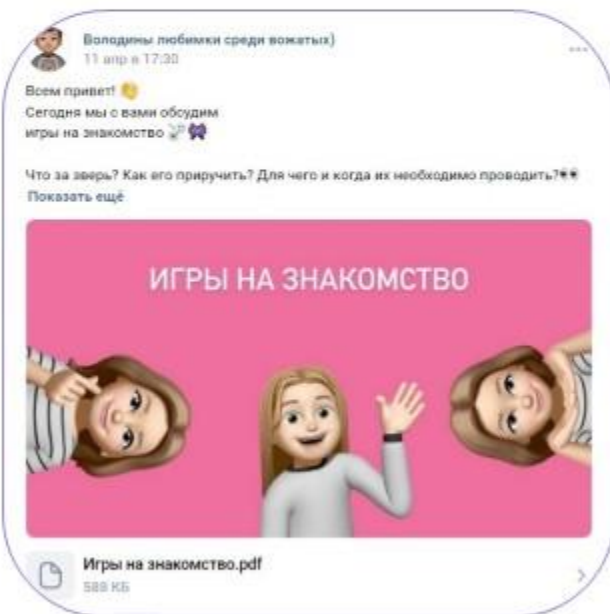 Володины любимки среди вожатых)
11 апр в 17:30
Всем привет! 👋
Сегодня мы с вами обсудим
игры на знакомство 🕊️👾
Что за зверь? Как его приручить? Для чего и когда их необходимо проводить?👀
Показать ещё
ИГРЫ НА ЗНАКОМСТВО
Игры на знакомство.pdf
588 КБ